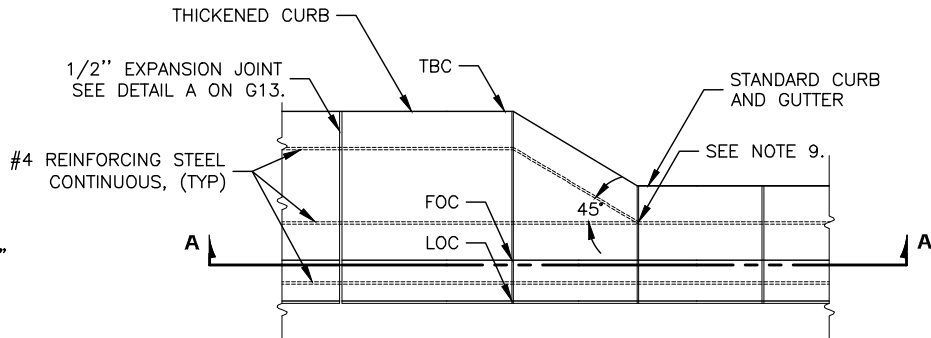 THICKENED CURB
1/2" EXPANSION JOINT
SEE DETAIL A ON G13.
TBC
STANDARD CURB
AND GUTTER
#4 REINFORCING STEEL
CONTINUOUS, (TYP)
SEE NOTE 9.
45°
FOC
LOC
A
A
"